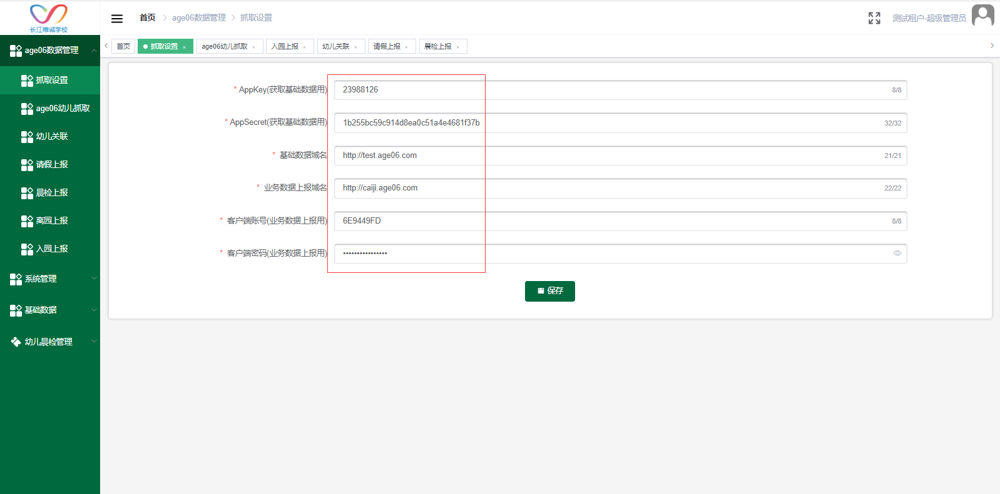 长江唯诚学校
首页 > age06数据管理 > 抓取设置
测试租户-超级管理员
首页 抓取设置 × age06幼儿抓取 × 入园上报 × 幼儿关联 × 请假上报 × 晨检上报 ×
age06数据管理
抓取设置
age06幼儿抓取
幼儿关联
请假上报
晨检上报
离园上报
入园上报
系统管理
基础数据
幼儿晨检管理
* AppKey(获取基础数据用) 23988126 8/8
* AppSecret(获取基础数据用) 1b255bc59c914d8ea0c51a4e4681f37b 32/32
* 基础数据域名 http://test.age06.com 21/21
* 业务数据上报域名 http://caiji.age06.com 22/22
* 客户端账号(业务数据上报用) 6E9449FD 8/8
* 客户端密码(业务数据上报用) ••••••••••••••••
保存